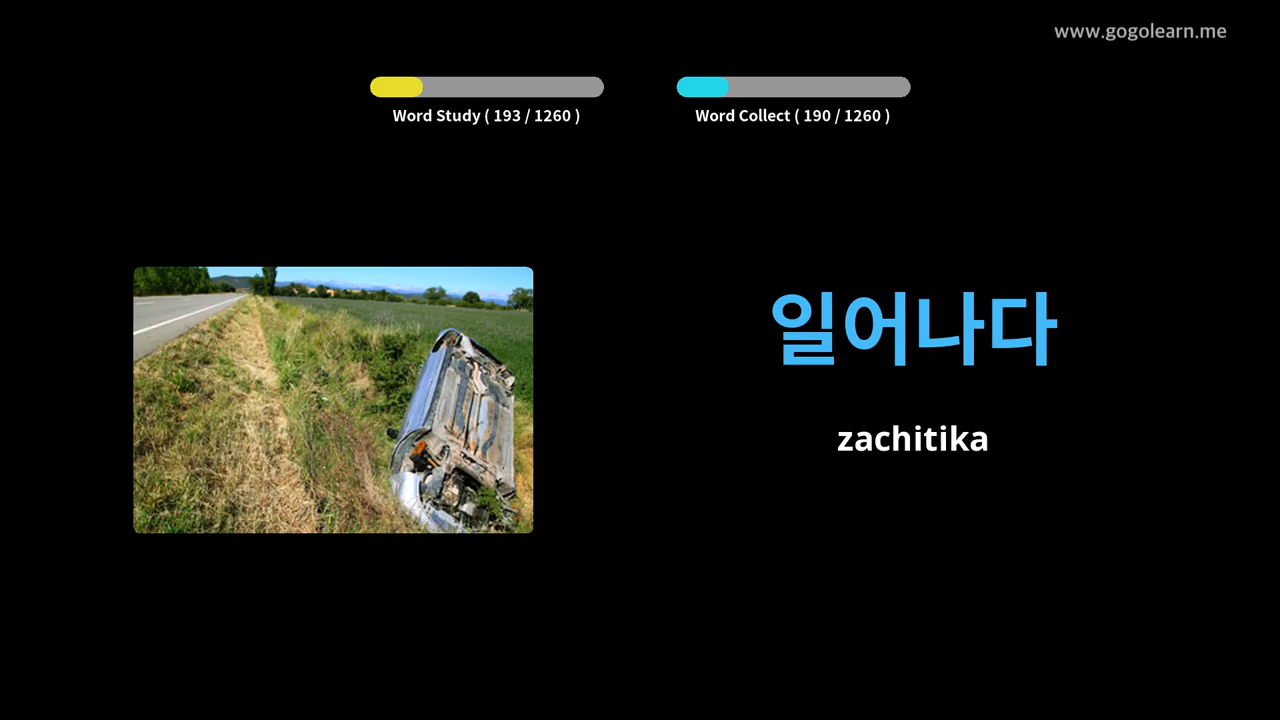 www.gogolearn.me
Word Study ( 193 / 1260 )
Word Collect ( 190 / 1260 )
일어나다
zachitika